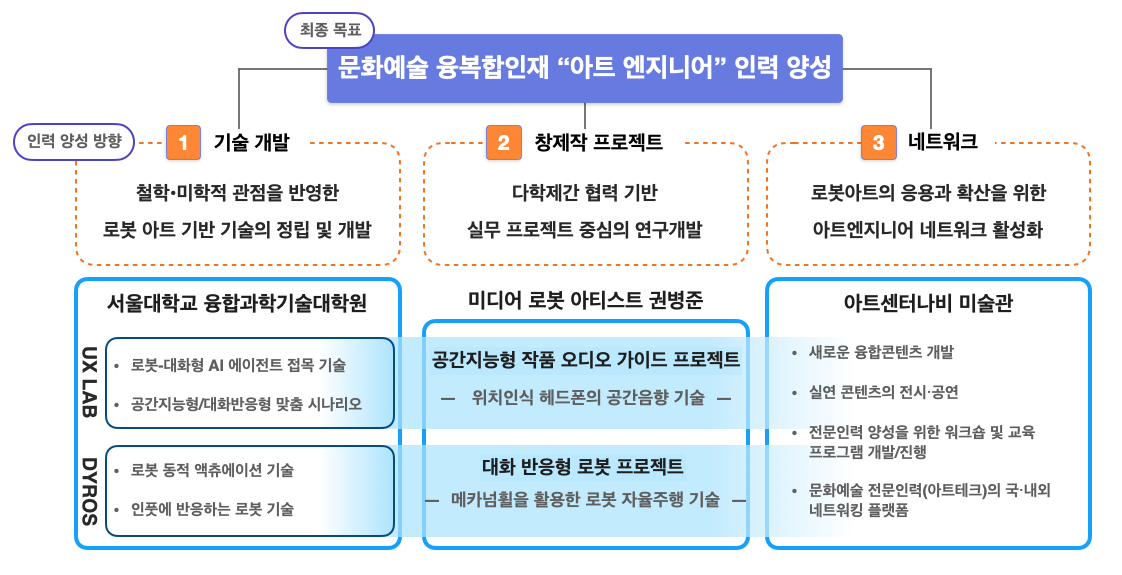 최종 목표
문화예술 융복합인재 “아트 엔지니어” 인력 양성
인력 양성 방향
1 기술 개발
철학·미학적 관점을 반영한
로봇 아트 기반 기술의 정립 및 개발
2 창제작 프로젝트
다학제간 협력 기반
실무 프로젝트 중심의 연구개발
3 네트워크
로봇아트의 응용과 확산을 위한
아트엔지니어 네트워크 활성화
서울대학교 융합과학기술대학원
UX LAB
• 로봇-대화형 AI 에이전트 접목 기술
• 공간지능형/대화반응형 맞춤 시나리오
DYROS
• 로봇 동적 액츄에이션 기술
• 인풋에 반응하는 로봇 기술
미디어 로봇 아티스트 권병준
공간지능형 작품 오디오 가이드 프로젝트
— 위치인식 헤드폰의 공간음향 기술 —
대화 반응형 로봇 프로젝트
— 메카넘휠을 활용한 로봇 자율주행 기술 —
아트센터나비 미술관
• 새로운 융합콘텐츠 개발
• 실연 콘텐츠의 전시·공연
• 전문인력 양성을 위한 워크숍 및 교육
프로그램 개발/진행
• 문화예술 전문인력(아트테크)의 국·내외
네트워킹 플랫폼